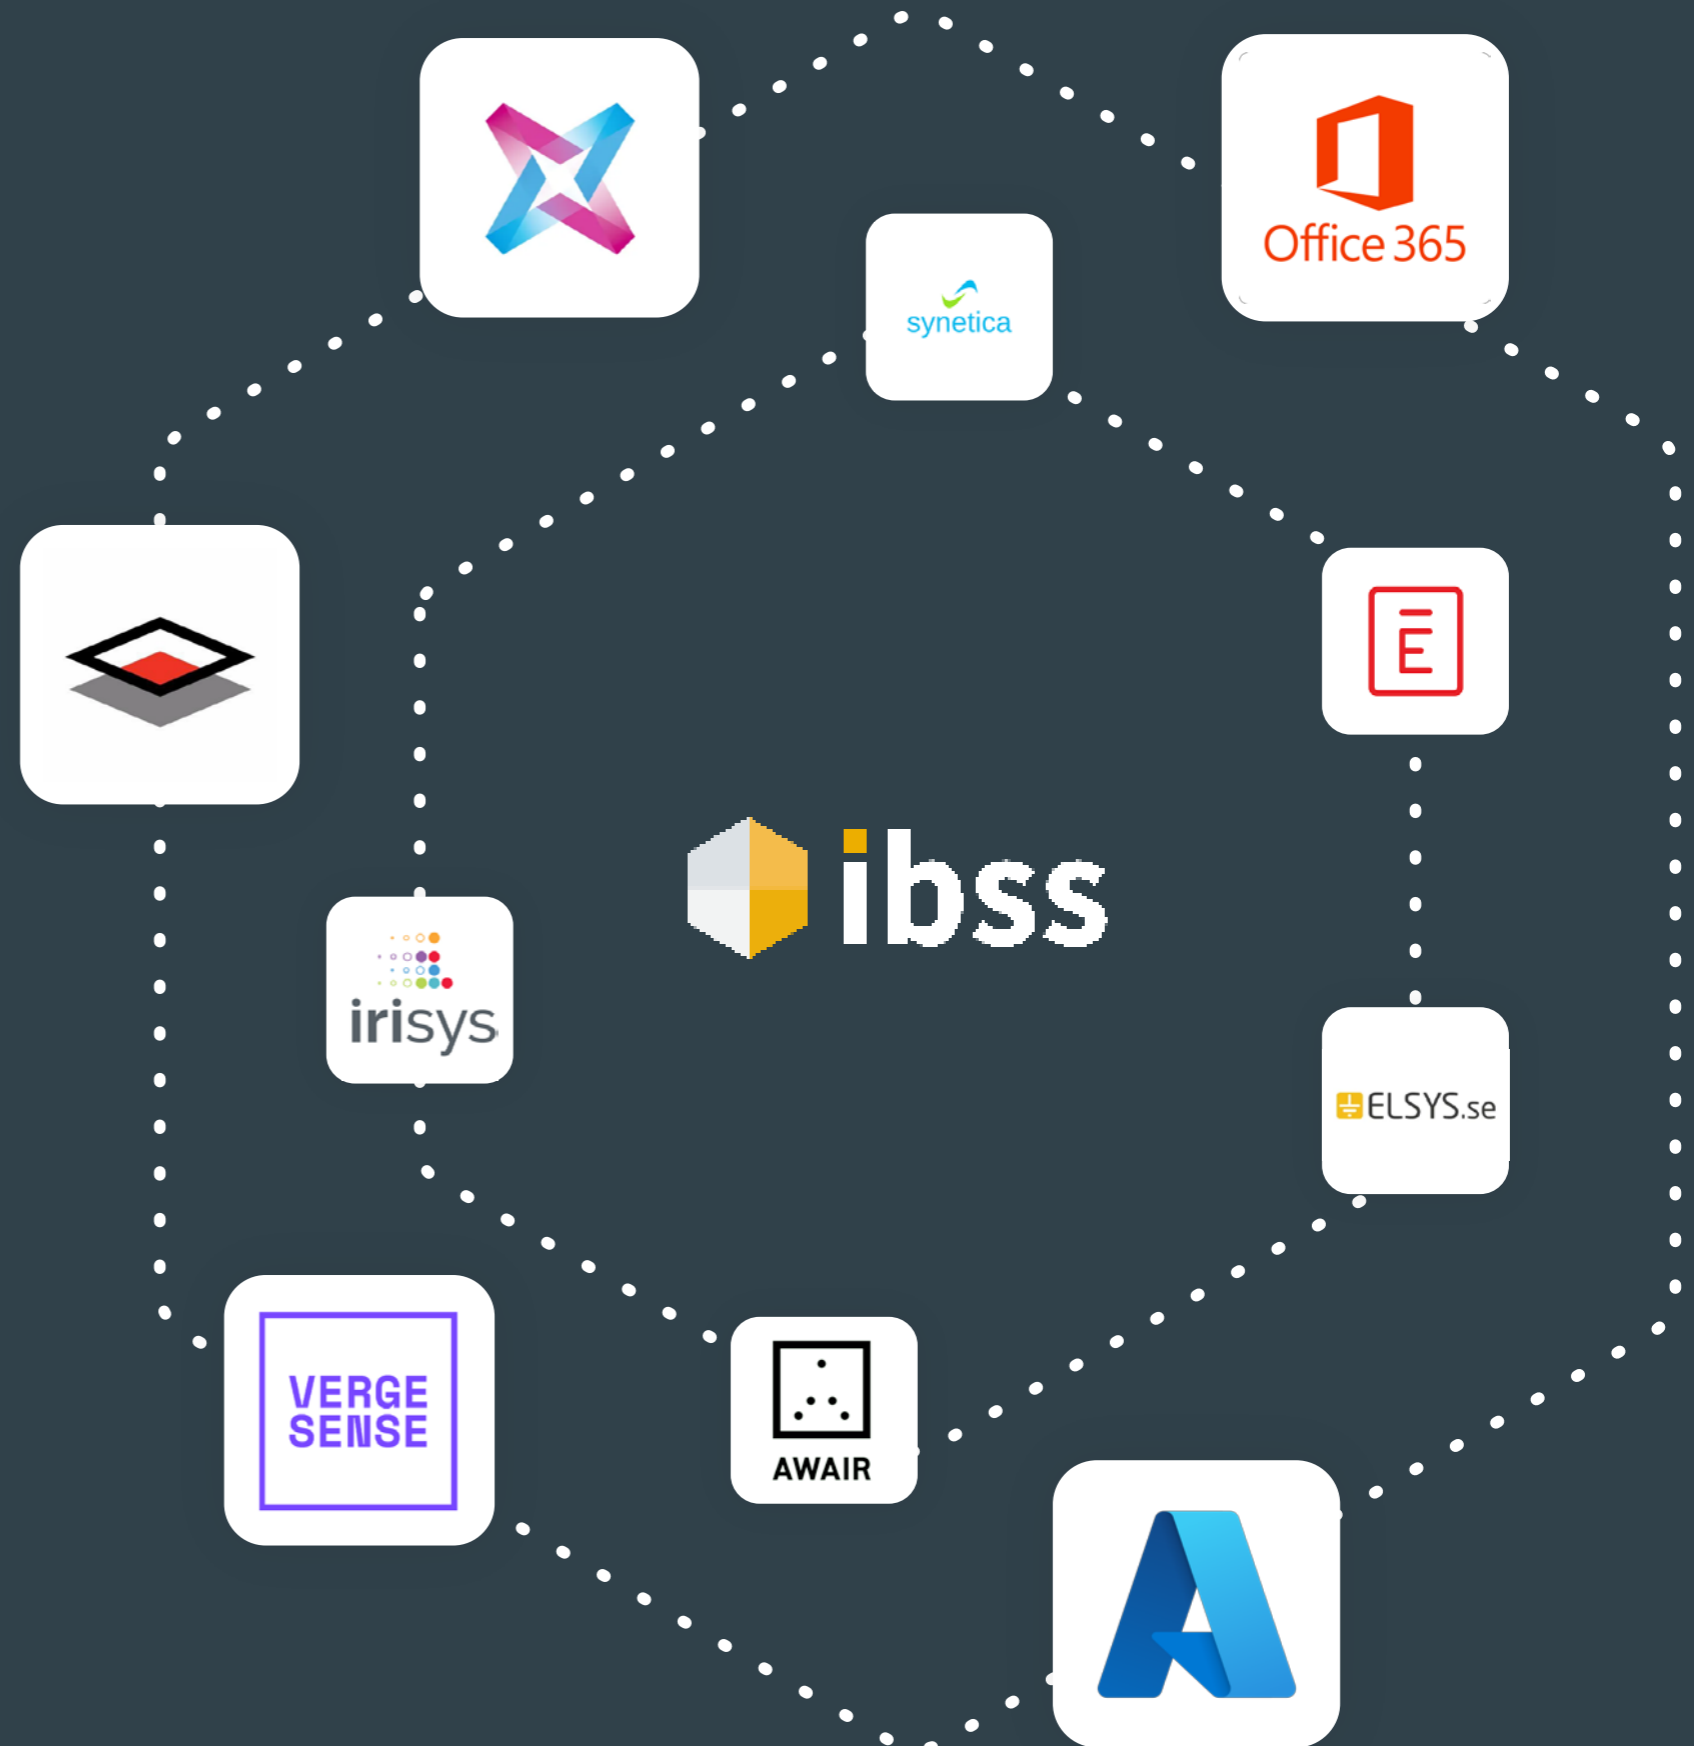 Office 365
synetica
Ē
ibss
irisys
ELSYS.se
VERGE
SENSE
AWAIR